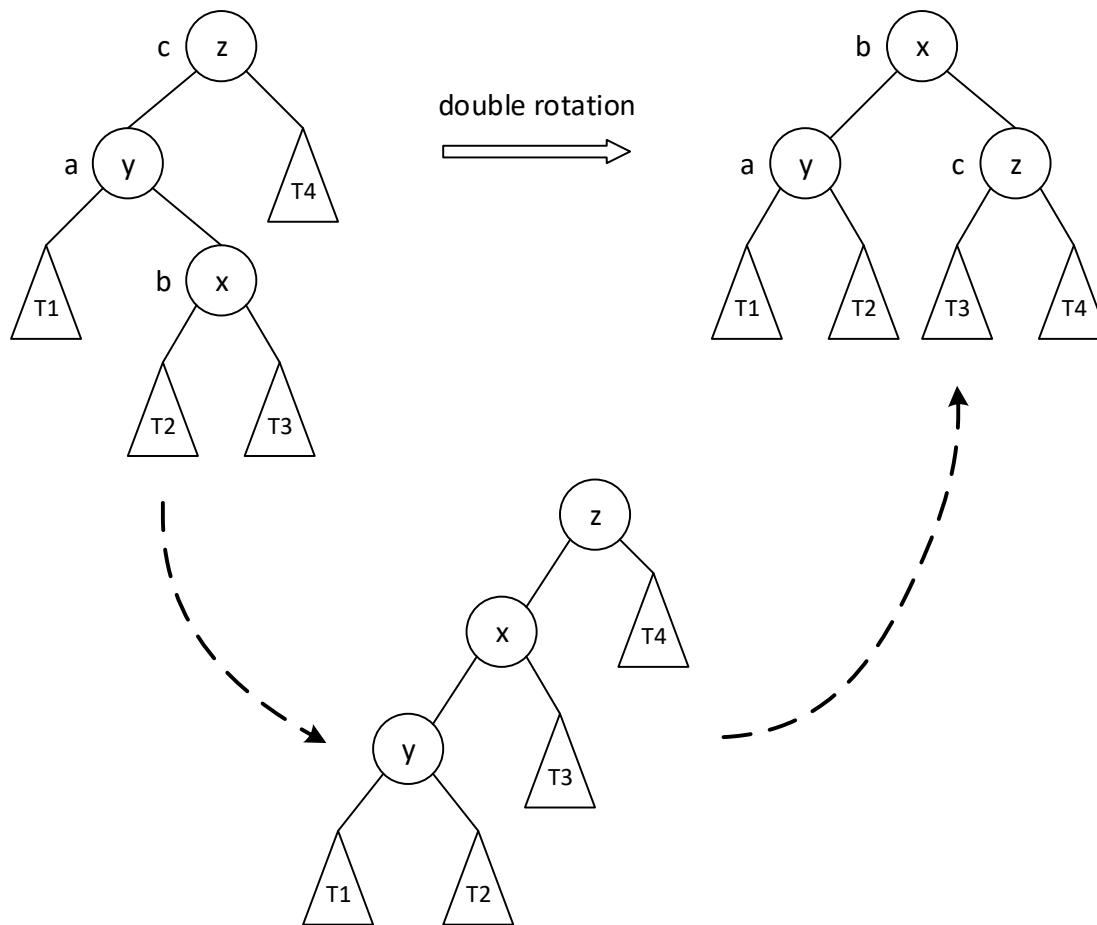 c z
b x
double rotation
a y
T4
a y
c z
b x
T1
T2
T3
T1 T2 T3 T4
z
x
T4
y
T3
T1 T2